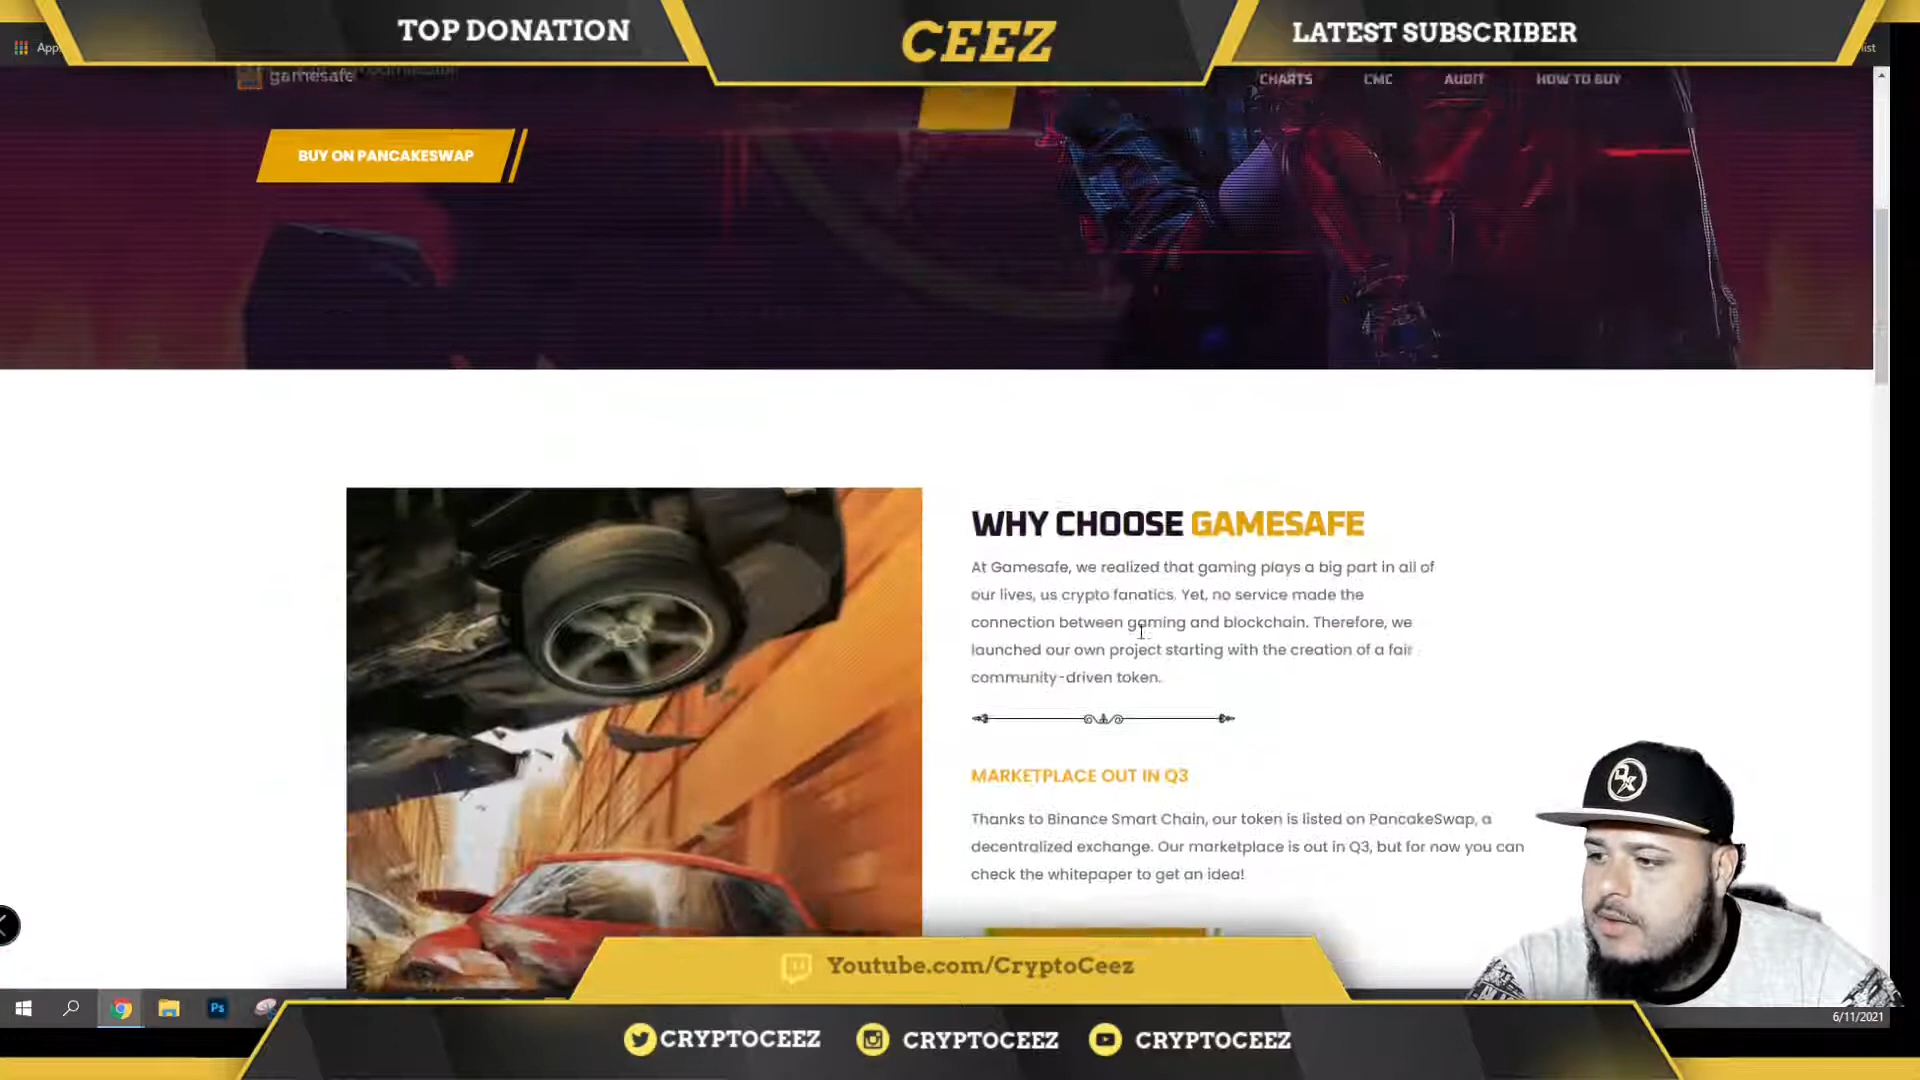 TOP DONATION
CEEZ
LATEST SUBSCRIBER
App
list
gamesafe
CHARTS
CMC
AUDIT
HOW TO BUY
BUY ON PANCAKESWAP
WHY CHOOSE GAMESAFE
At Gamesafe, we realized that gaming plays a big part in all of
our lives, us crypto fanatics. Yet, no service made the
connection between gaming and blockchain. Therefore, we
launched our own project starting with the creation of a fair
community-driven token.
MARKETPLACE OUT IN Q3
Thanks to Binance Smart Chain, our token is listed on PancakeSwap, a
decentralized exchange. Our marketplace is out in Q3, but for now you can
check the whitepaper to get an idea!
Youtube.com/CryptoCeez
Ps
6/11/2021
CRYPTOCEEZ
CRYPTOCEEZ
CRYPTOCEEZ